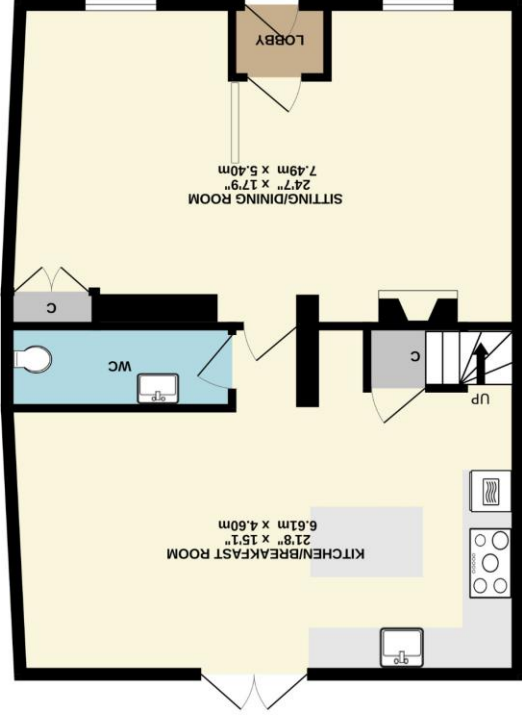 KITCHEN/BREAKFAST ROOM
21'8" x 15'1"
6.61m x 4.60m
UP
C
WC
C
SITTING/DINING ROOM
24'7" x 17'9"
7.49m x 5.40m
LOBBY